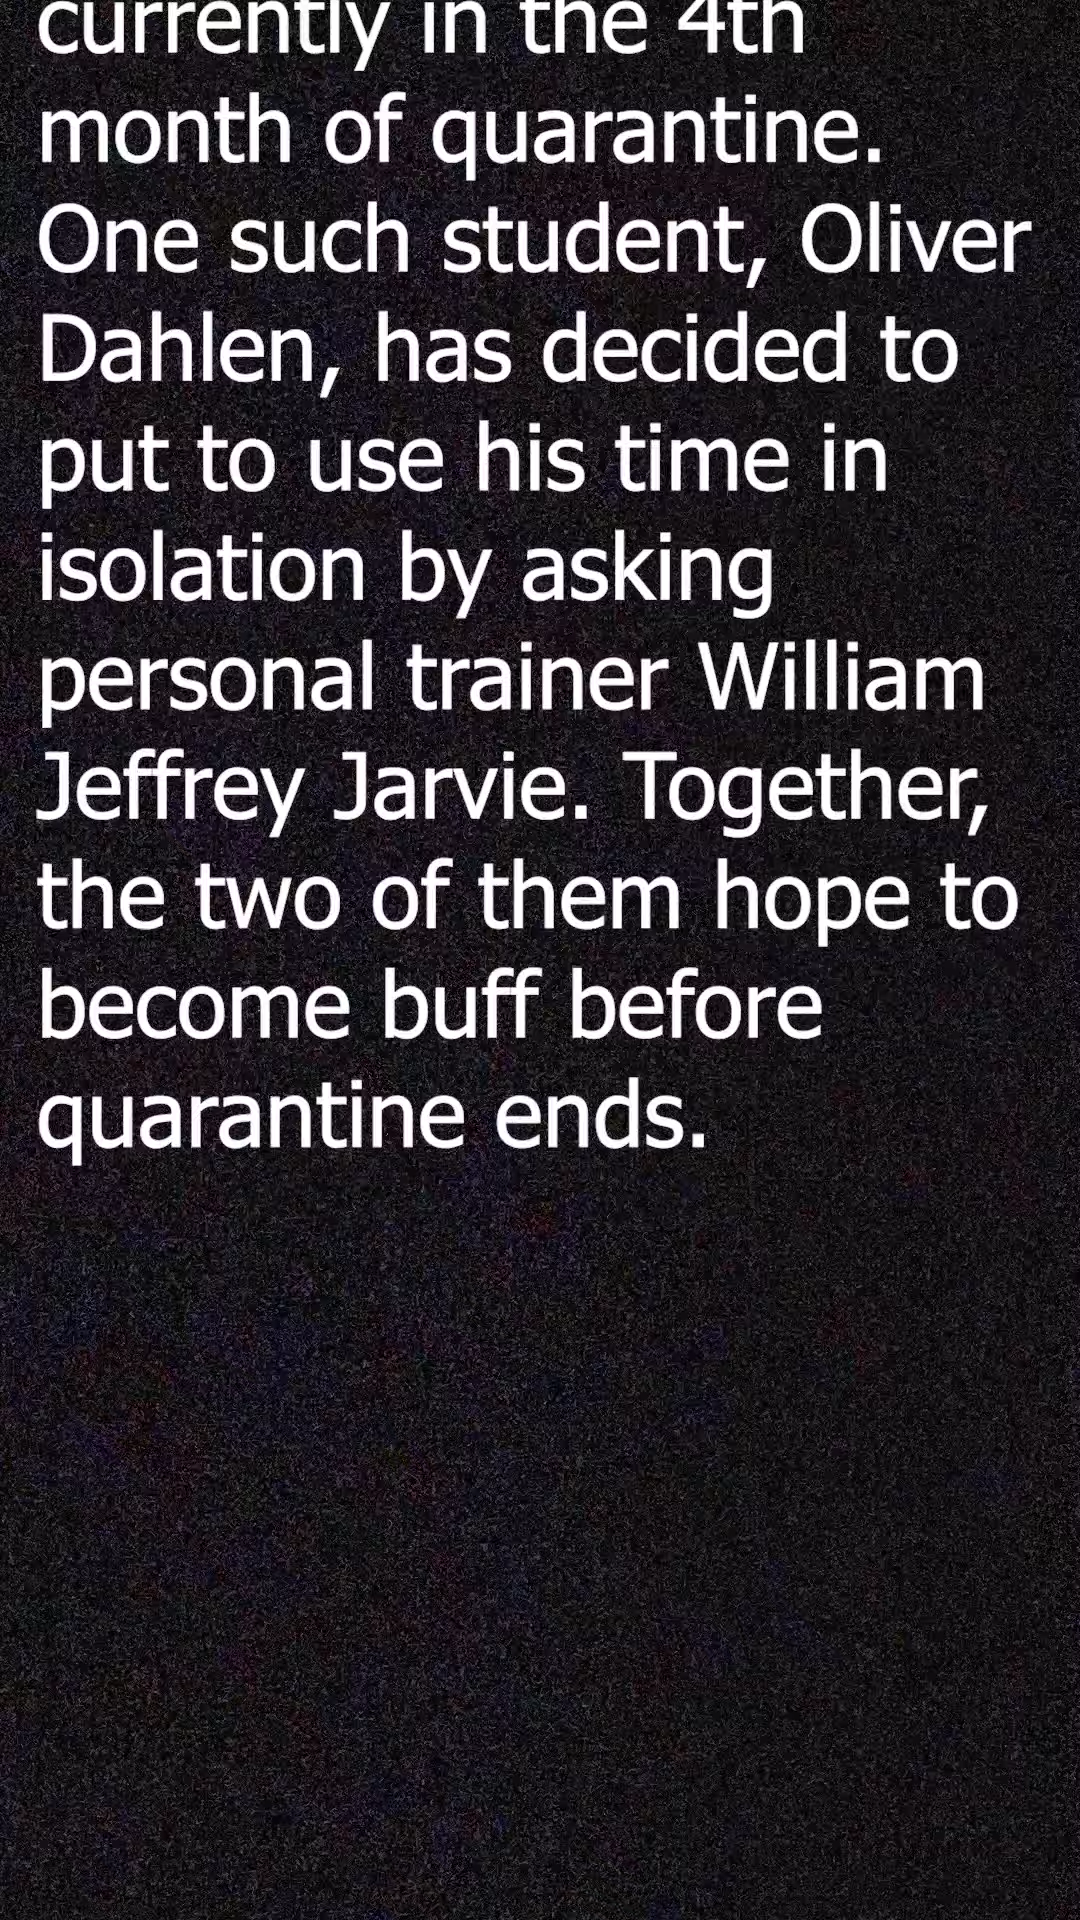 currently in the 4th
month of quarantine.
One such student, Oliver
Dahlen, has decided to
put to use his time in
isolation by asking
personal trainer William
Jeffrey Jarvie. Together,
the two of them hope to
become buff before
quarantine ends.